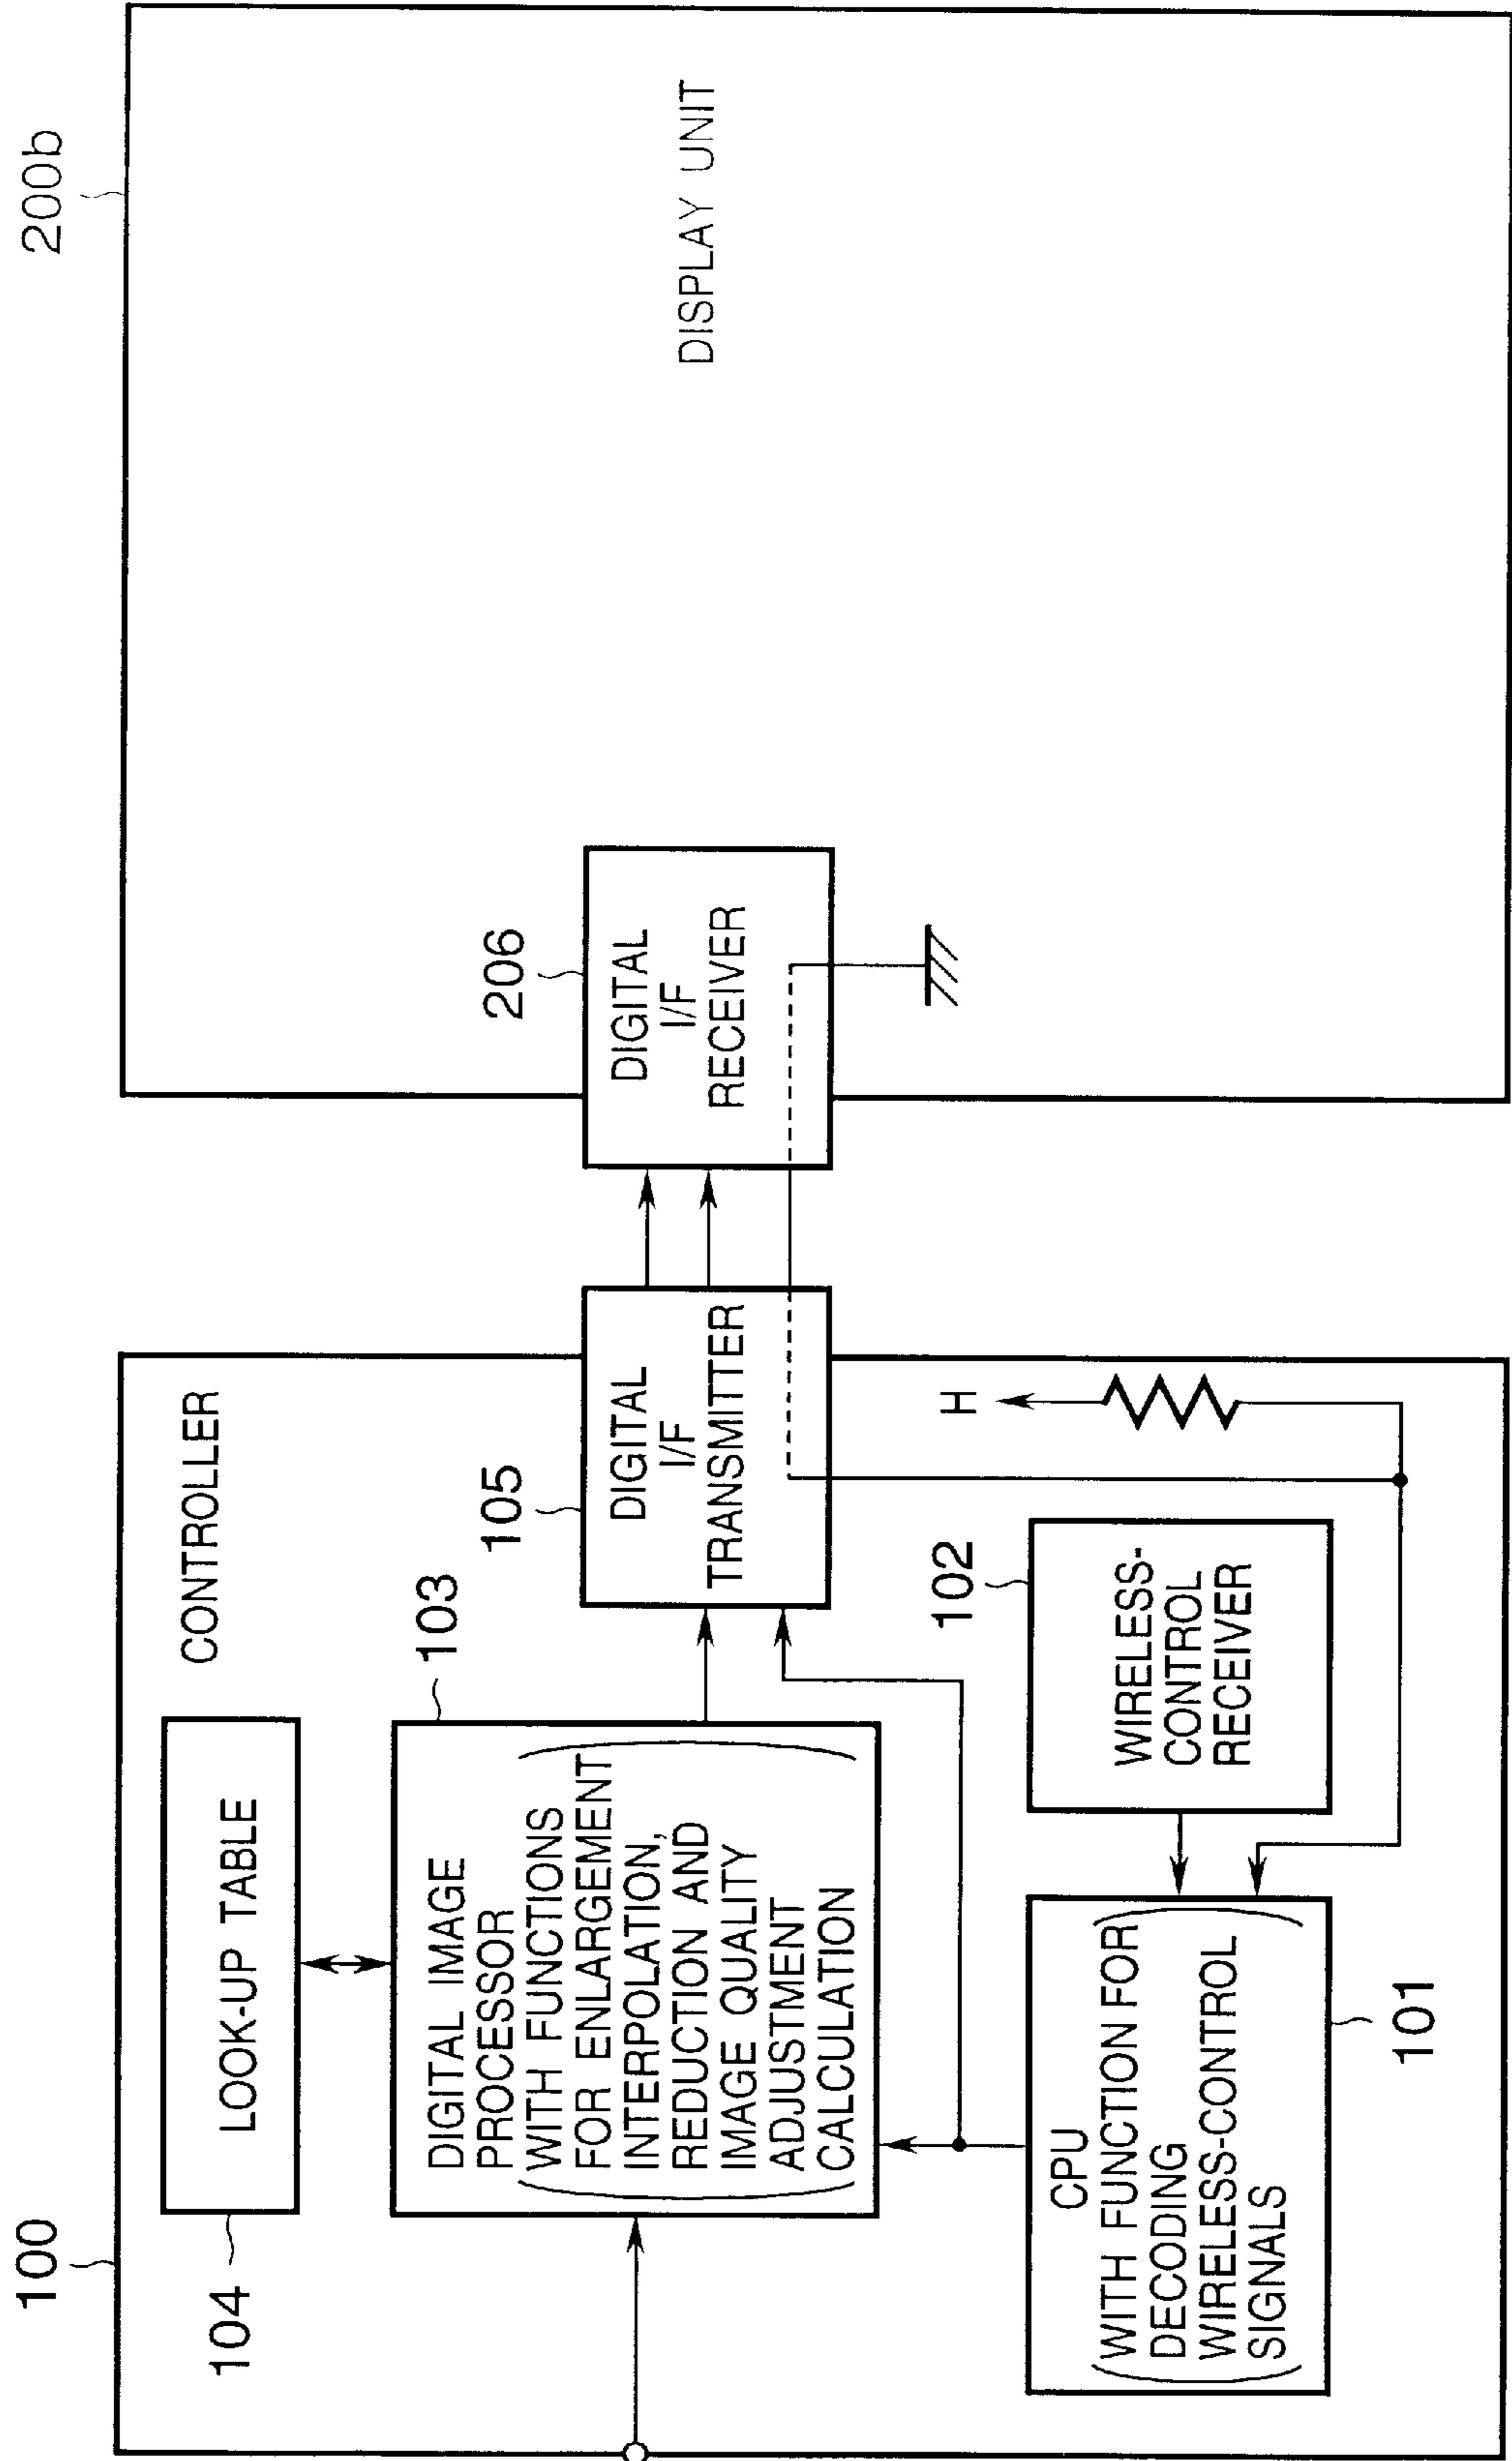 100
200b
CONTROLLER
104
LOOK-UP TABLE
103
DIGITAL IMAGE
PROCESSOR
(WITH FUNCTIONS
FOR ENLARGEMENT
INTERPOLATION,
REDUCTION AND
IMAGE QUALITY
ADJUSTMENT
CALCULATION)
105
DIGITAL
I/F
TRANSMITTER
206
DIGITAL
I/F
RECEIVER
DISPLAY UNIT
H
102
WIRELESS-
CONTROL
RECEIVER
CPU
(WITH FUNCTION FOR
DECODING
WIRELESS-CONTROL
SIGNALS)
101